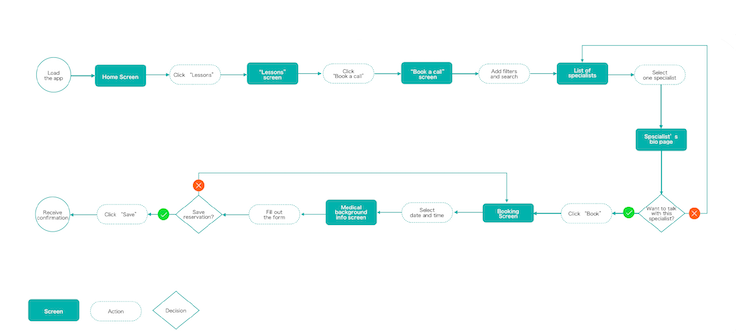 Load
the app
Home Screen
Click "Lessons"
"Lessons"
screen
Click
"Book a call"
"Book a call"
screen
Add filters
and search
List of
specialists
Select
one specialist
Specialist's
bio page
Want to talk
with this
specialist?
Click "Book"
Booking
Screen
Select
date and time
Medical
background
info screen
Fill out
the form
Save
reservation?
Click "Save"
Receive
confirmation
Screen
Action
Decision